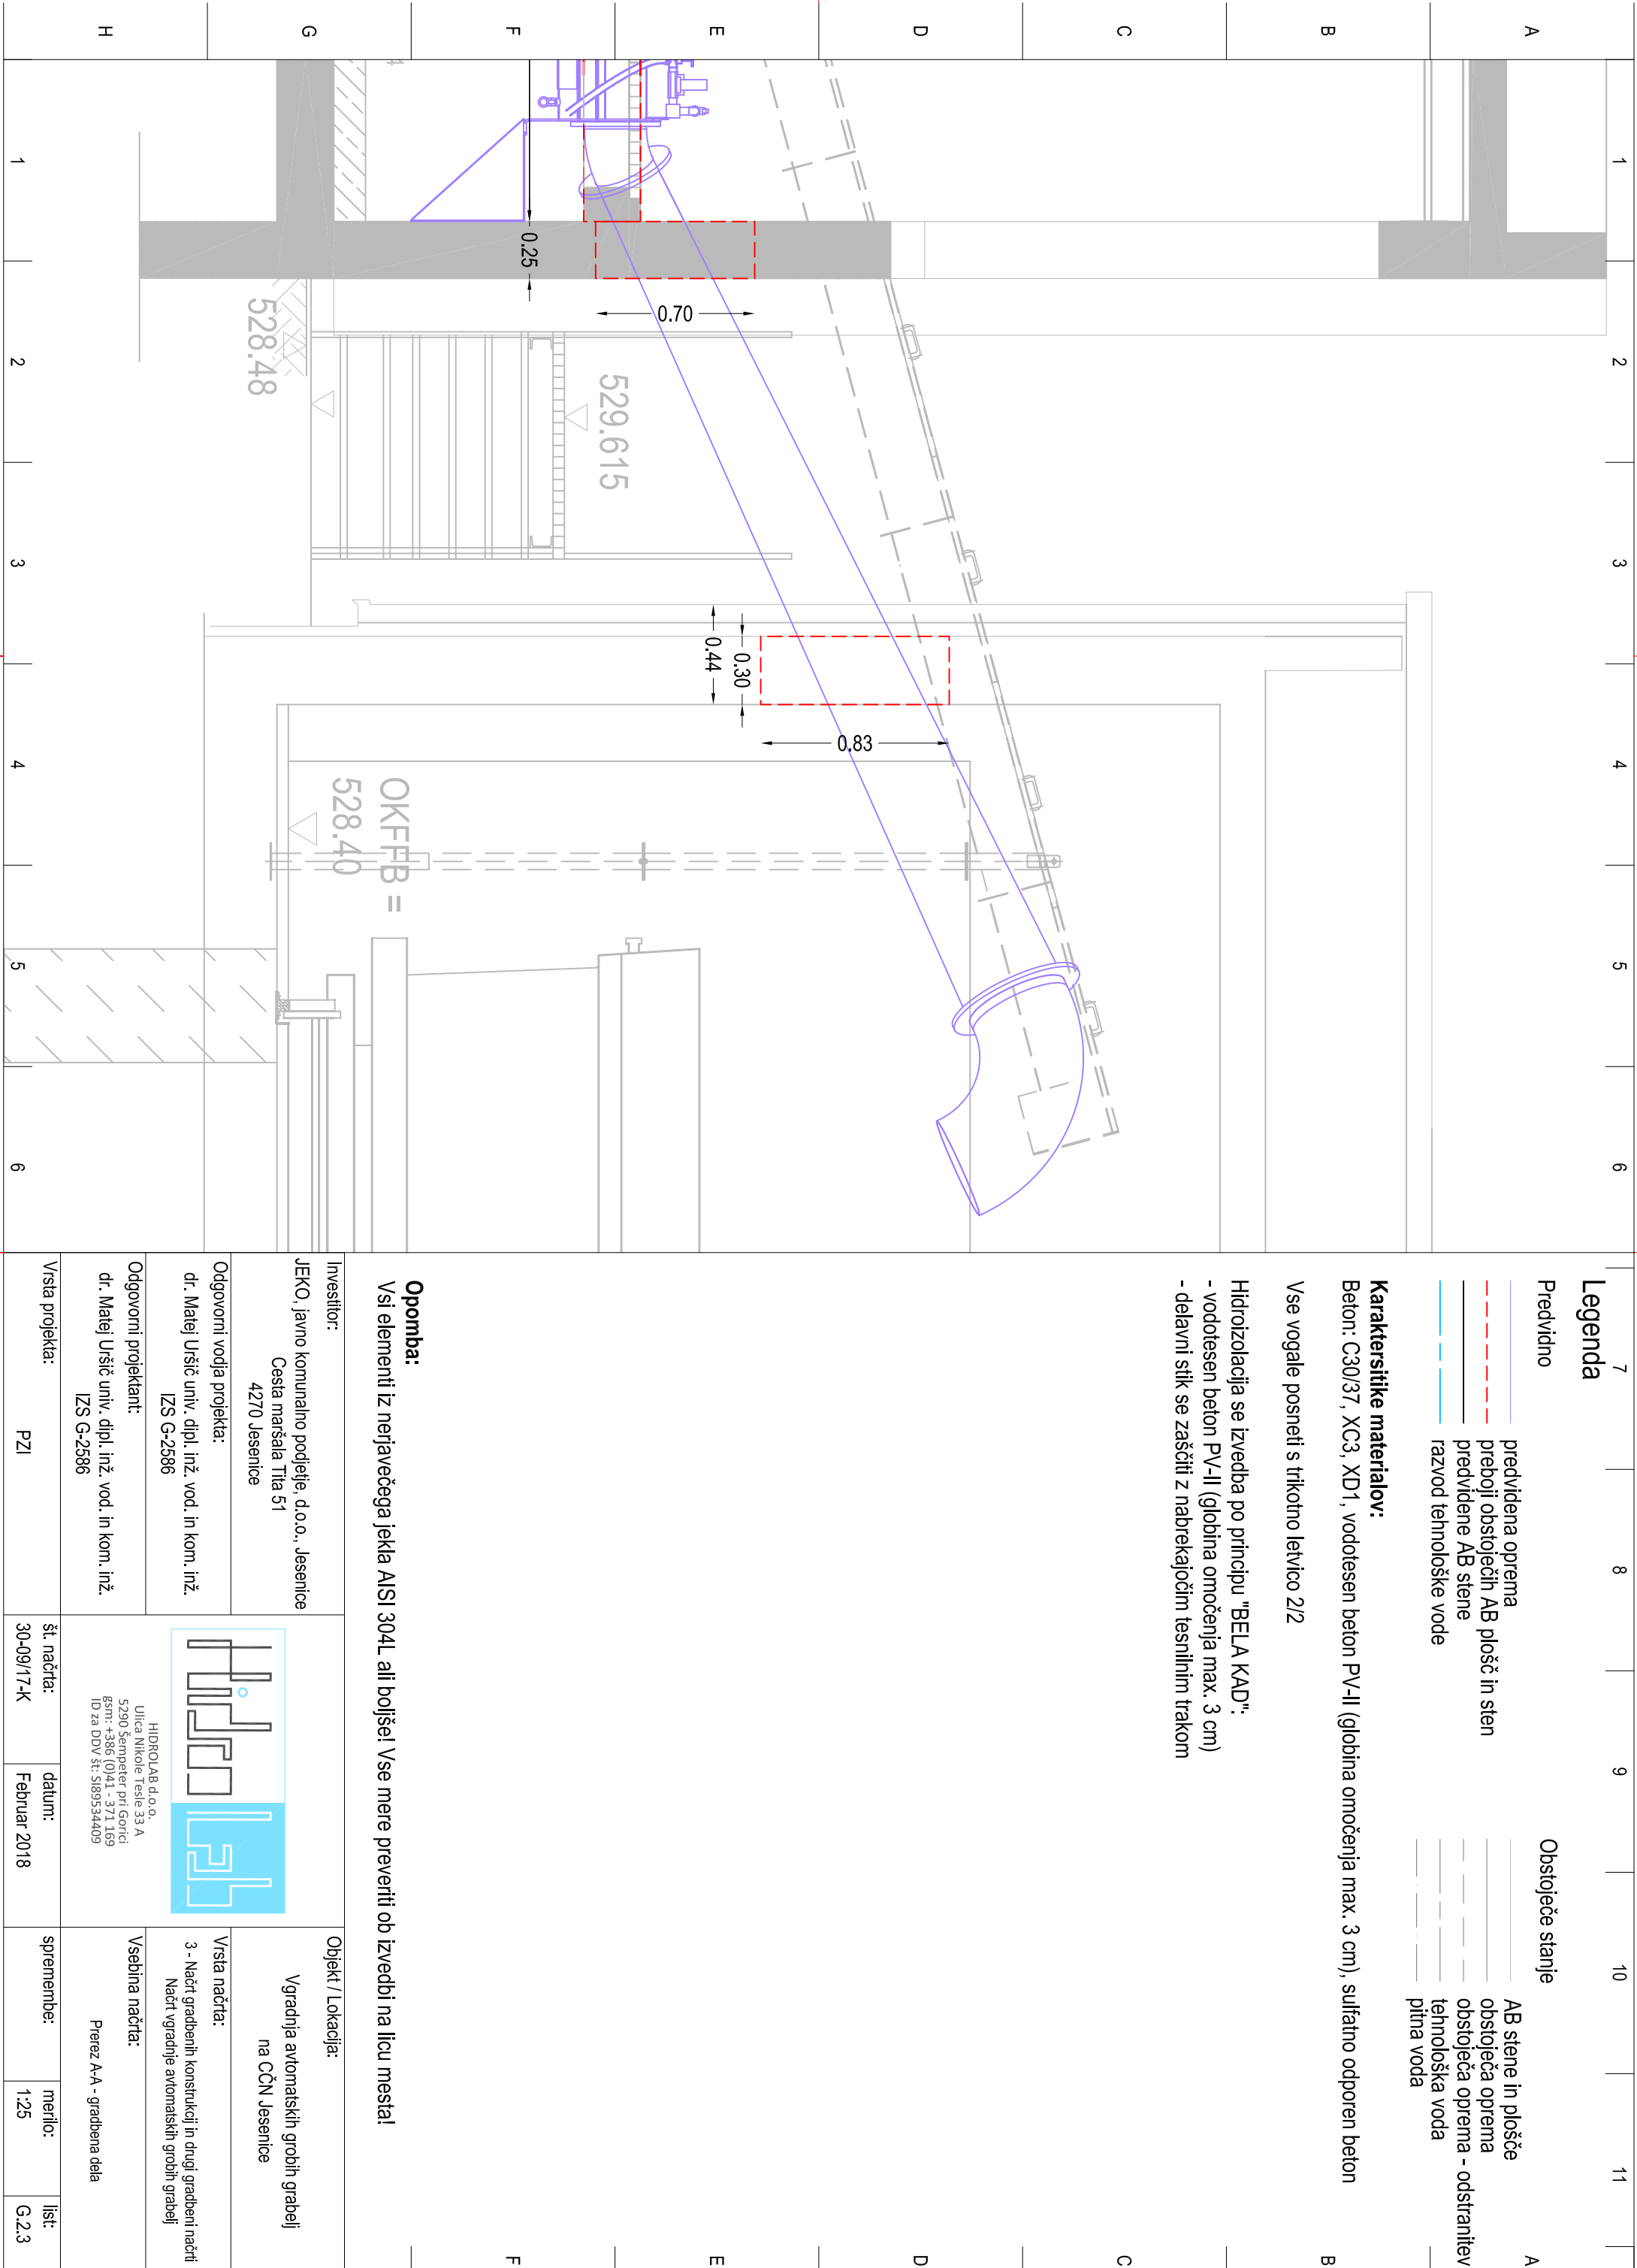 H
G
F
E
D
C
B
A
1
2
3
4
5
6
7
8
9
10
11
1
2
3
4
5
6
F
E
D
C
B
A
0.25
0.70
528.48
529.615
0.30
0.44
0.83
OKFFB =
528.40
Legenda
Predvidno
predvidena oprema
preboji obstoječih AB plošč in sten
predvidene AB stene
razvod tehnološke vode
Obstoječe stanje
AB stene in plošče
obstoječa oprema
obstoječa oprema - odstranitev
tehnološka voda
pitna voda
Karaktersitike materialov:
Beton: C30/37, XC3, XD1, vodotesen beton PV-II (globina omočenja max. 3 cm), sulfatno odporen beton
Vse vogale posneti s trikotno letvico 2/2
Hidroizolacija se izvedba po principu "BELA KAD":
- vodotesen beton PV-II (globina omočenja max. 3 cm)
- delavni stik se zaščiti z nabrekajočim tesnilnim trakom
Opomba:
Vsi elementi iz nerjavečega jekla AISI 304L ali boljše! Vse mere preveriti ob izvedbi na licu mesta!
Investitor:
JEKO, javno komunalno podjetje, d.o.o., Jesenice
Cesta maršala Tita 51
4270 Jesenice
Odgovorni vodja projekta:
dr. Matej Uršič univ. dipl. inž. vod. in kom. inž.
IZS G-2586
Odgovorni projektant:
dr. Matej Uršič univ. dipl. inž. vod. in kom. inž.
IZS G-2586
Vrsta projekta:
PZI
Hidro Lab
HIDROLAB d.o.o.
Ulica Nikole Tesle 33 A
5290 Šempeter pri Gorici
gsm: +386 (0)41 - 371 169
ID za DDV št: SI89534409
št. načrta:
30-09/17-K
datum:
Februar 2018
Objekt / Lokacija:
Vgradnja avtomatskih grobih grabelj
na CČN Jesenice
Vrsta načrta:
3 - Načrt gradbenih konstrukcij in drugi gradbeni načrti
Načrt vgradnje avtomatskih grobih grabelj
Vsebina načrta:
Prerez A-A - gradbena dela
spremembe:
merilo:
1:25
list:
G.2.3